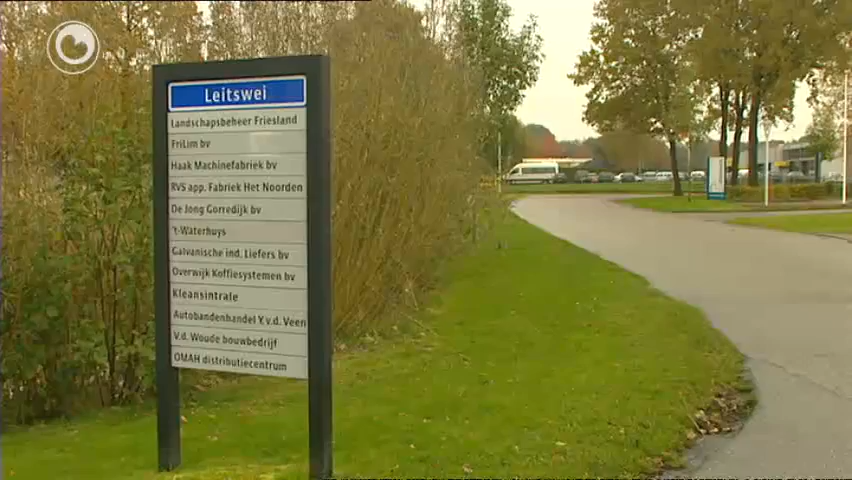 Leitswei
Landschapsbeheer Friesland
FriLim bv
Haak Machinefabriek bv
RVS app. Fabriek Het Noorden
De Jong Gorredijk bv
't-Waterhuys
Galvanische ind. Liefers bv
Overwijk Koffiesystemen bv
Kleansintrale
Autobandenhandel Y. v.d. Veen
V.d. Woude bouwbedrijf
OMAH distributiecentrum